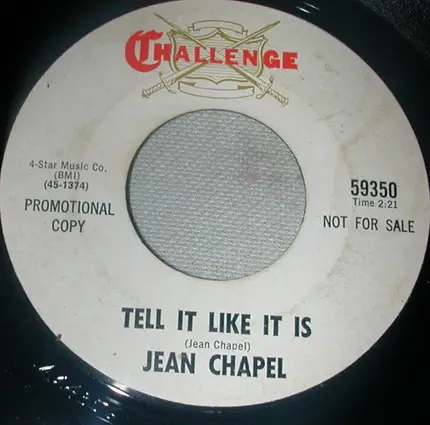 CHALLENGE
4-Star Music Co.
(BMI)
(45-1374)
PROMOTIONAL
COPY
59350
Time 2:21
NOT FOR SALE
TELL IT LIKE IT IS
(Jean Chapel)
JEAN CHAPEL